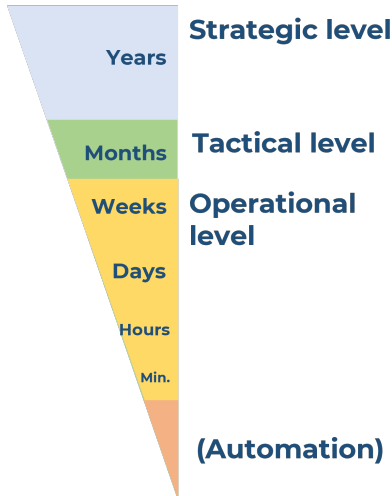 Strategic level
Years
Tactical level
Months
Weeks
Operational
level
Days
Hours
Min.
(Automation)